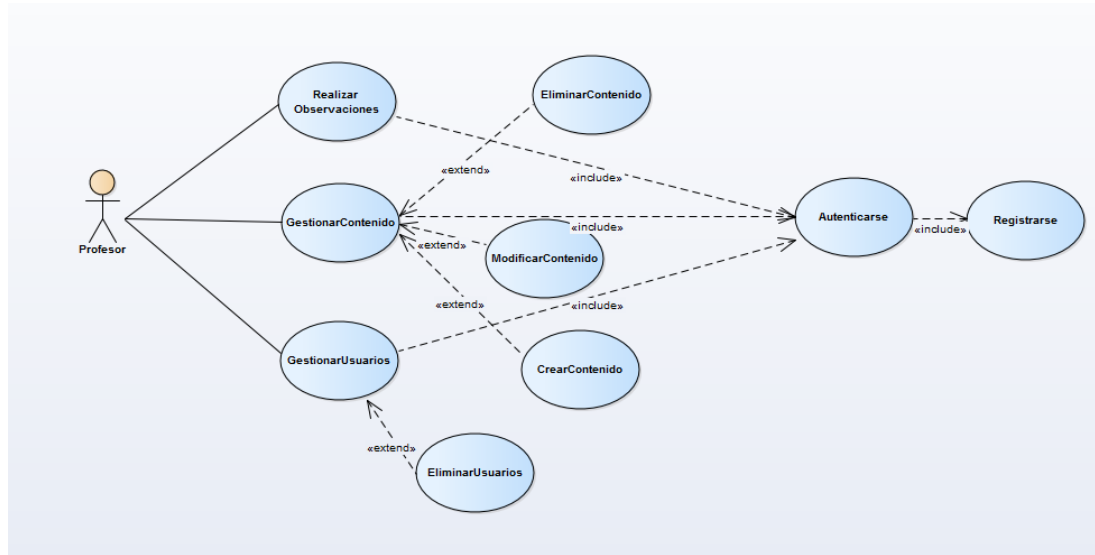 Realizar
Observaciones
EliminarContenido
«extend»
«include»
Profesor
GestionarContenido
«include»
Autenticarse
«include»
Registrarse
«extend»
ModificarContenido
«extend»
«include»
GestionarUsuarios
CrearContenido
«extend»
EliminarUsuarios